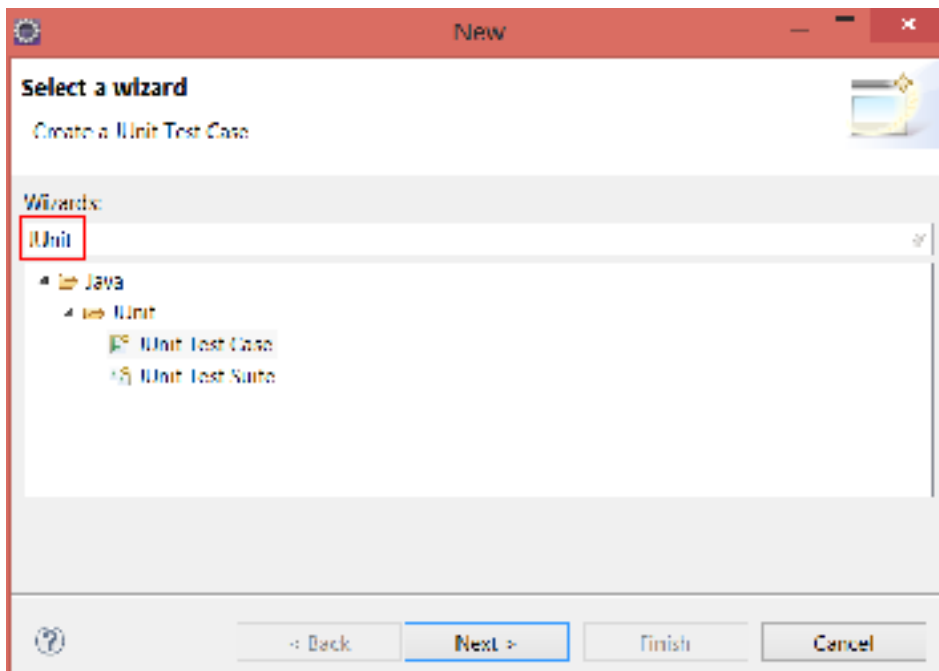 New
Select a wizard
Create a JUnit Test Case
Wizards:
JUnit
Java
JUnit
JUnit Test Case
JUnit Test Suite
< Back Next > Finish Cancel